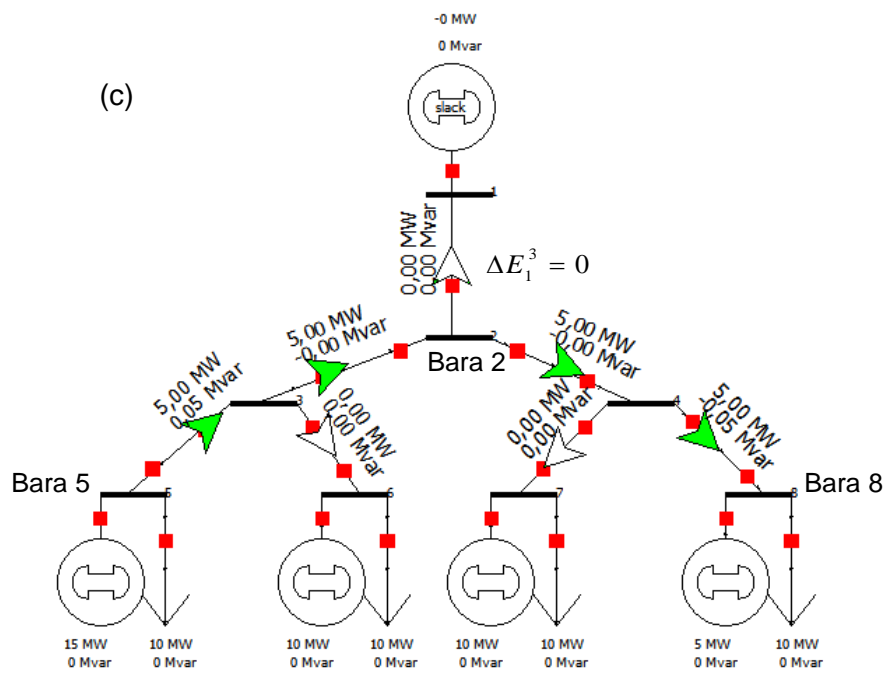 -0 MW
0 Mvar
(c)
slack
1
0,00 MW
0,00 Mvar
ΔE₁³ = 0
2
Bara 2
5,00 MW
-0,00 Mvar
5,00 MW
-0,00 Mvar
5,00 MW
0,05 Mvar
3
0,00 MW
0,00 Mvar
0,00 MW
0,00 Mvar
4
5,00 MW
-0,05 Mvar
Bara 5
5
6
7
8
Bara 8
15 MW
0 Mvar
10 MW
0 Mvar
10 MW
0 Mvar
10 MW
0 Mvar
10 MW
0 Mvar
10 MW
0 Mvar
5 MW
0 Mvar
10 MW
0 Mvar